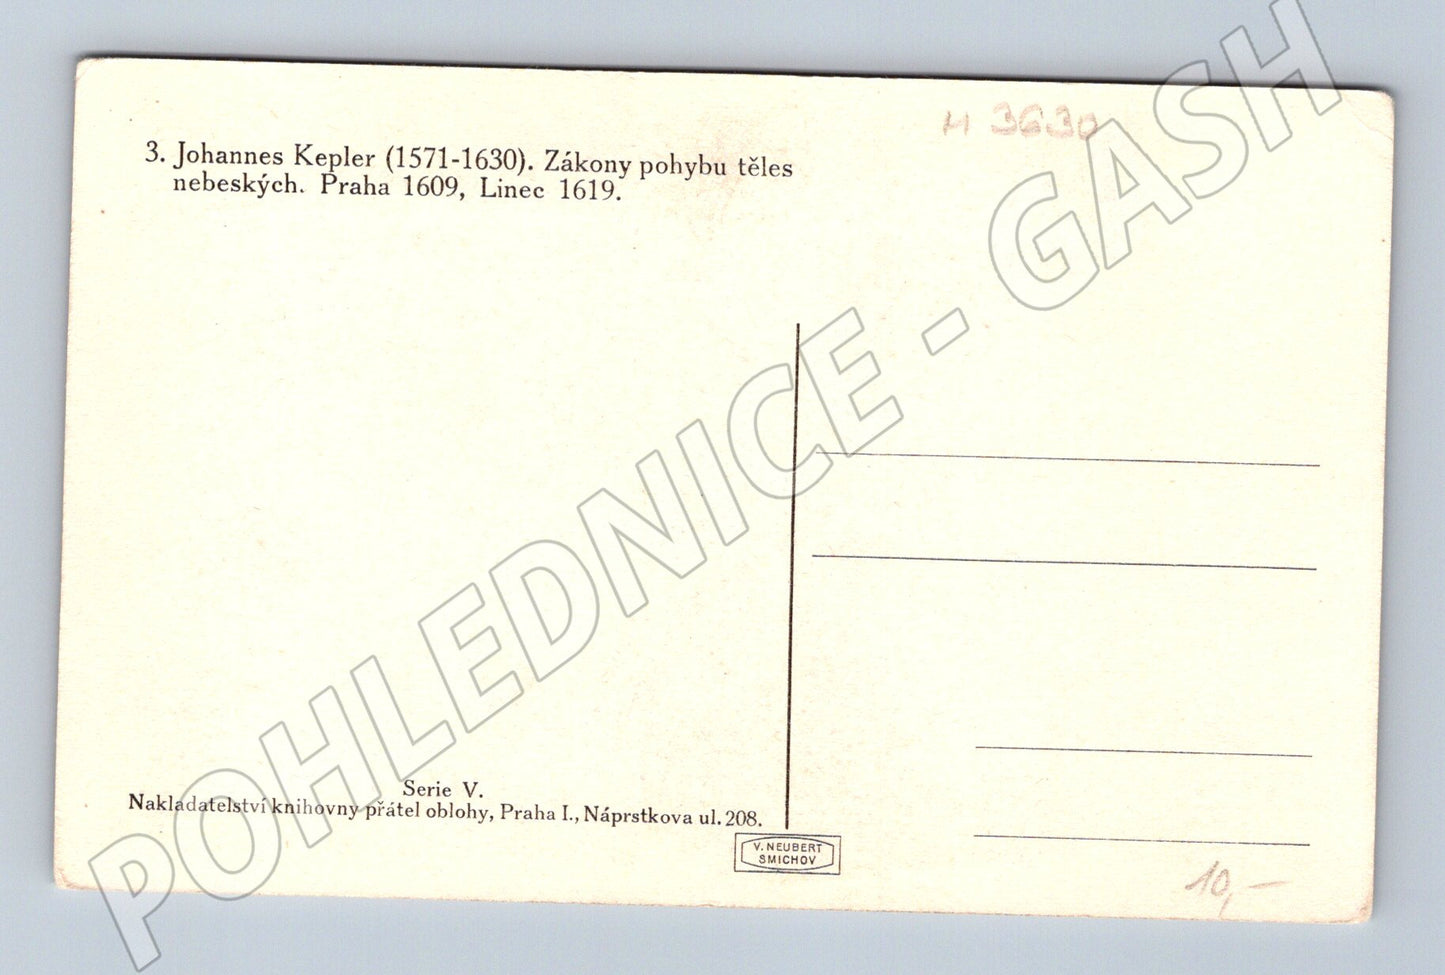 H 3630
3. Johannes Kepler (1571-1630). Zákony pohybu těles
nebeských. Praha 1609, Linec 1619.
Serie V.
Nakladatelství knihovny přátel oblohy, Praha I., Náprstkova ul. 208.
V. NEUBERT
SMICHOV
10,—
POHLEDNICE - GASH